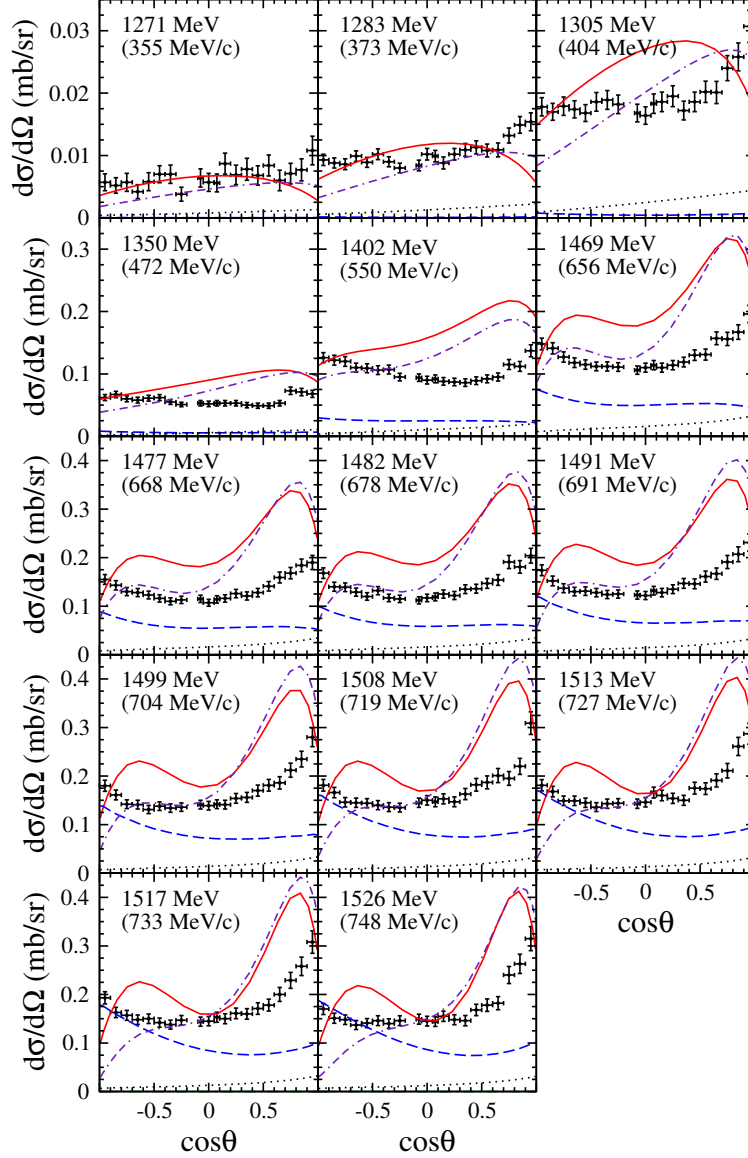 1271 MeV
(355 MeV/c)
1283 MeV
(373 MeV/c)
1305 MeV
(404 MeV/c)
0.03
0.02
0.01
0
dσ/dΩ (mb/sr)
1350 MeV
(472 MeV/c)
1402 MeV
(550 MeV/c)
1469 MeV
(656 MeV/c)
0.3
0.2
0.1
0
dσ/dΩ (mb/sr)
1477 MeV
(668 MeV/c)
1482 MeV
(678 MeV/c)
1491 MeV
(691 MeV/c)
0.4
0.3
0.2
0.1
0
dσ/dΩ (mb/sr)
1499 MeV
(704 MeV/c)
1508 MeV
(719 MeV/c)
1513 MeV
(727 MeV/c)
0.4
0.3
0.2
0.1
0
dσ/dΩ (mb/sr)
-0.5 0 0.5
cosθ
1517 MeV
(733 MeV/c)
1526 MeV
(748 MeV/c)
0.4
0.3
0.2
0.1
0
dσ/dΩ (mb/sr)
-0.5 0 0.5
-0.5 0 0.5
cosθ
cosθ